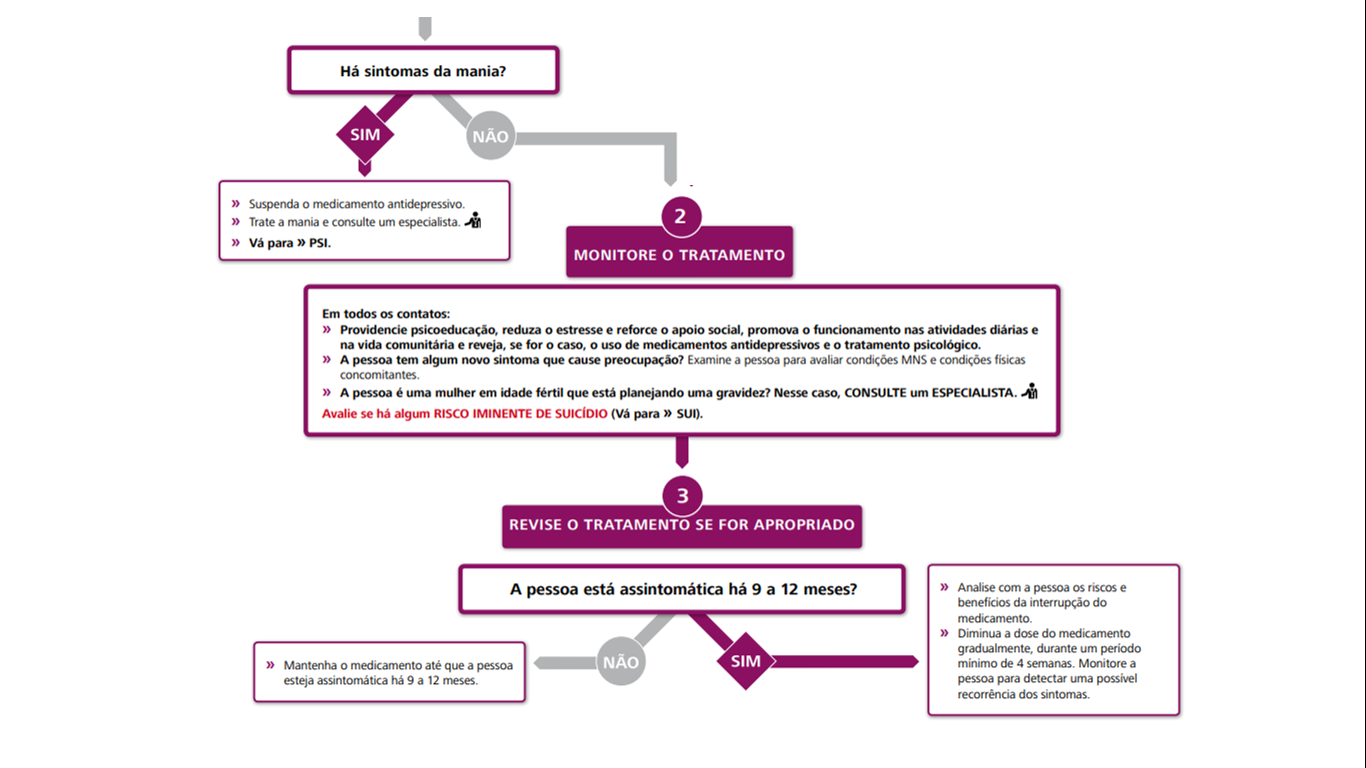 Há sintomas da mania?
SIM
NÃO
» Suspenda o medicamento antidepressivo.
» Trate a mania e consulte um especialista.
» Vá para » PSI.
2
MONITORE O TRATAMENTO
Em todos os contatos:
» Providencie psicoeducação, reduza o estresse e reforce o apoio social, promova o funcionamento nas atividades diárias e
na vida comunitária e reveja, se for o caso, o uso de medicamentos antidepressivos e o tratamento psicológico.
» A pessoa tem algum novo sintoma que cause preocupação? Examine a pessoa para avaliar condições MNS e condições físicas
concomitantes.
» A pessoa é uma mulher em idade fértil que está planejando uma gravidez? Nesse caso, CONSULTE um ESPECIALISTA.
Avalie se há algum RISCO IMINENTE DE SUICÍDIO (Vá para » SUI).
3
REVISE O TRATAMENTO SE FOR APROPRIADO
A pessoa está assintomática há 9 a 12 meses?
NÃO
SIM
» Mantenha o medicamento até que a pessoa
esteja assintomática há 9 a 12 meses.
» Analise com a pessoa os riscos e
benefícios da interrupção do
medicamento.
» Diminua a dose do medicamento
gradualmente, durante um período
mínimo de 4 semanas. Monitore a
pessoa para detectar uma possível
recorrência dos sintomas.